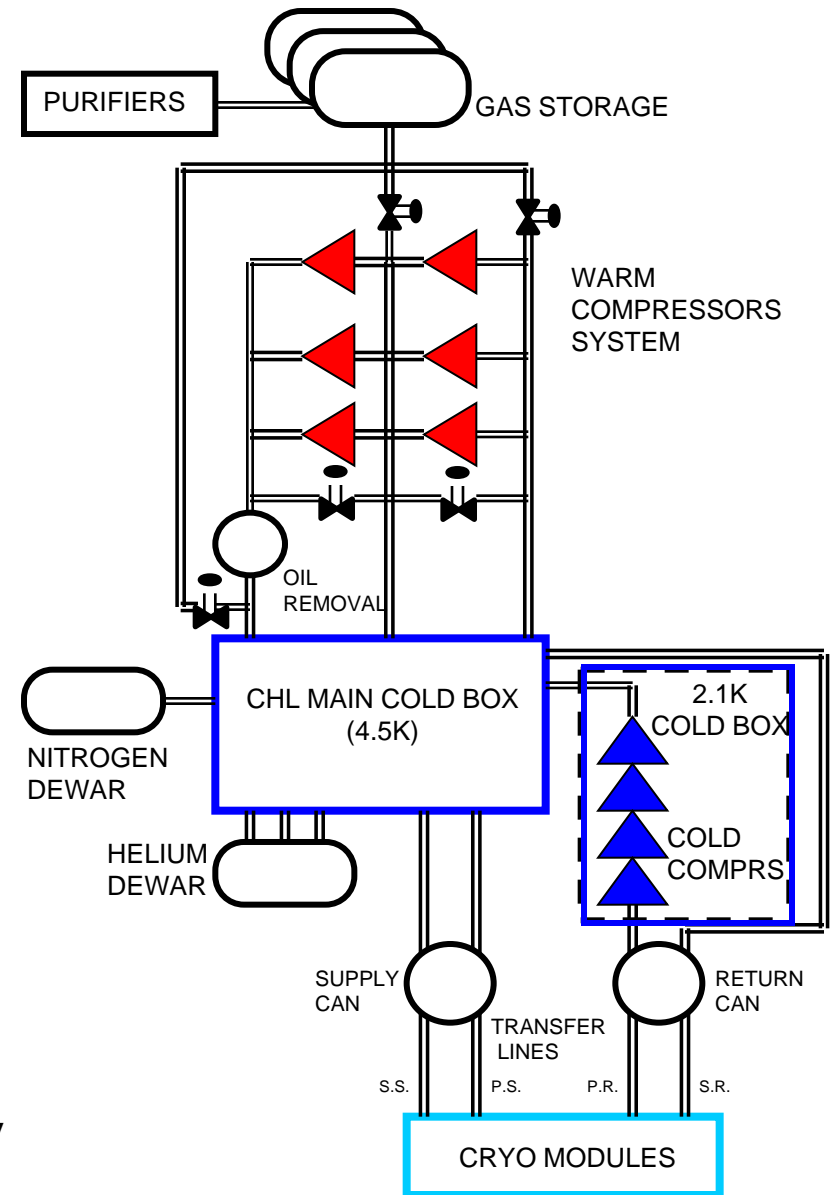 PURIFIERS
GAS STORAGE
WARM
COMPRESSORS
SYSTEM
OIL
REMOVAL
CHL MAIN COLD BOX
(4.5K)
2.1K
COLD BOX
NITROGEN
DEWAR
COLD
COMPRS
HELIUM
DEWAR
SUPPLY
CAN
RETURN
CAN
TRANSFER
LINES
S.S.
P.S.
P.R.
S.R.
CRYO MODULES